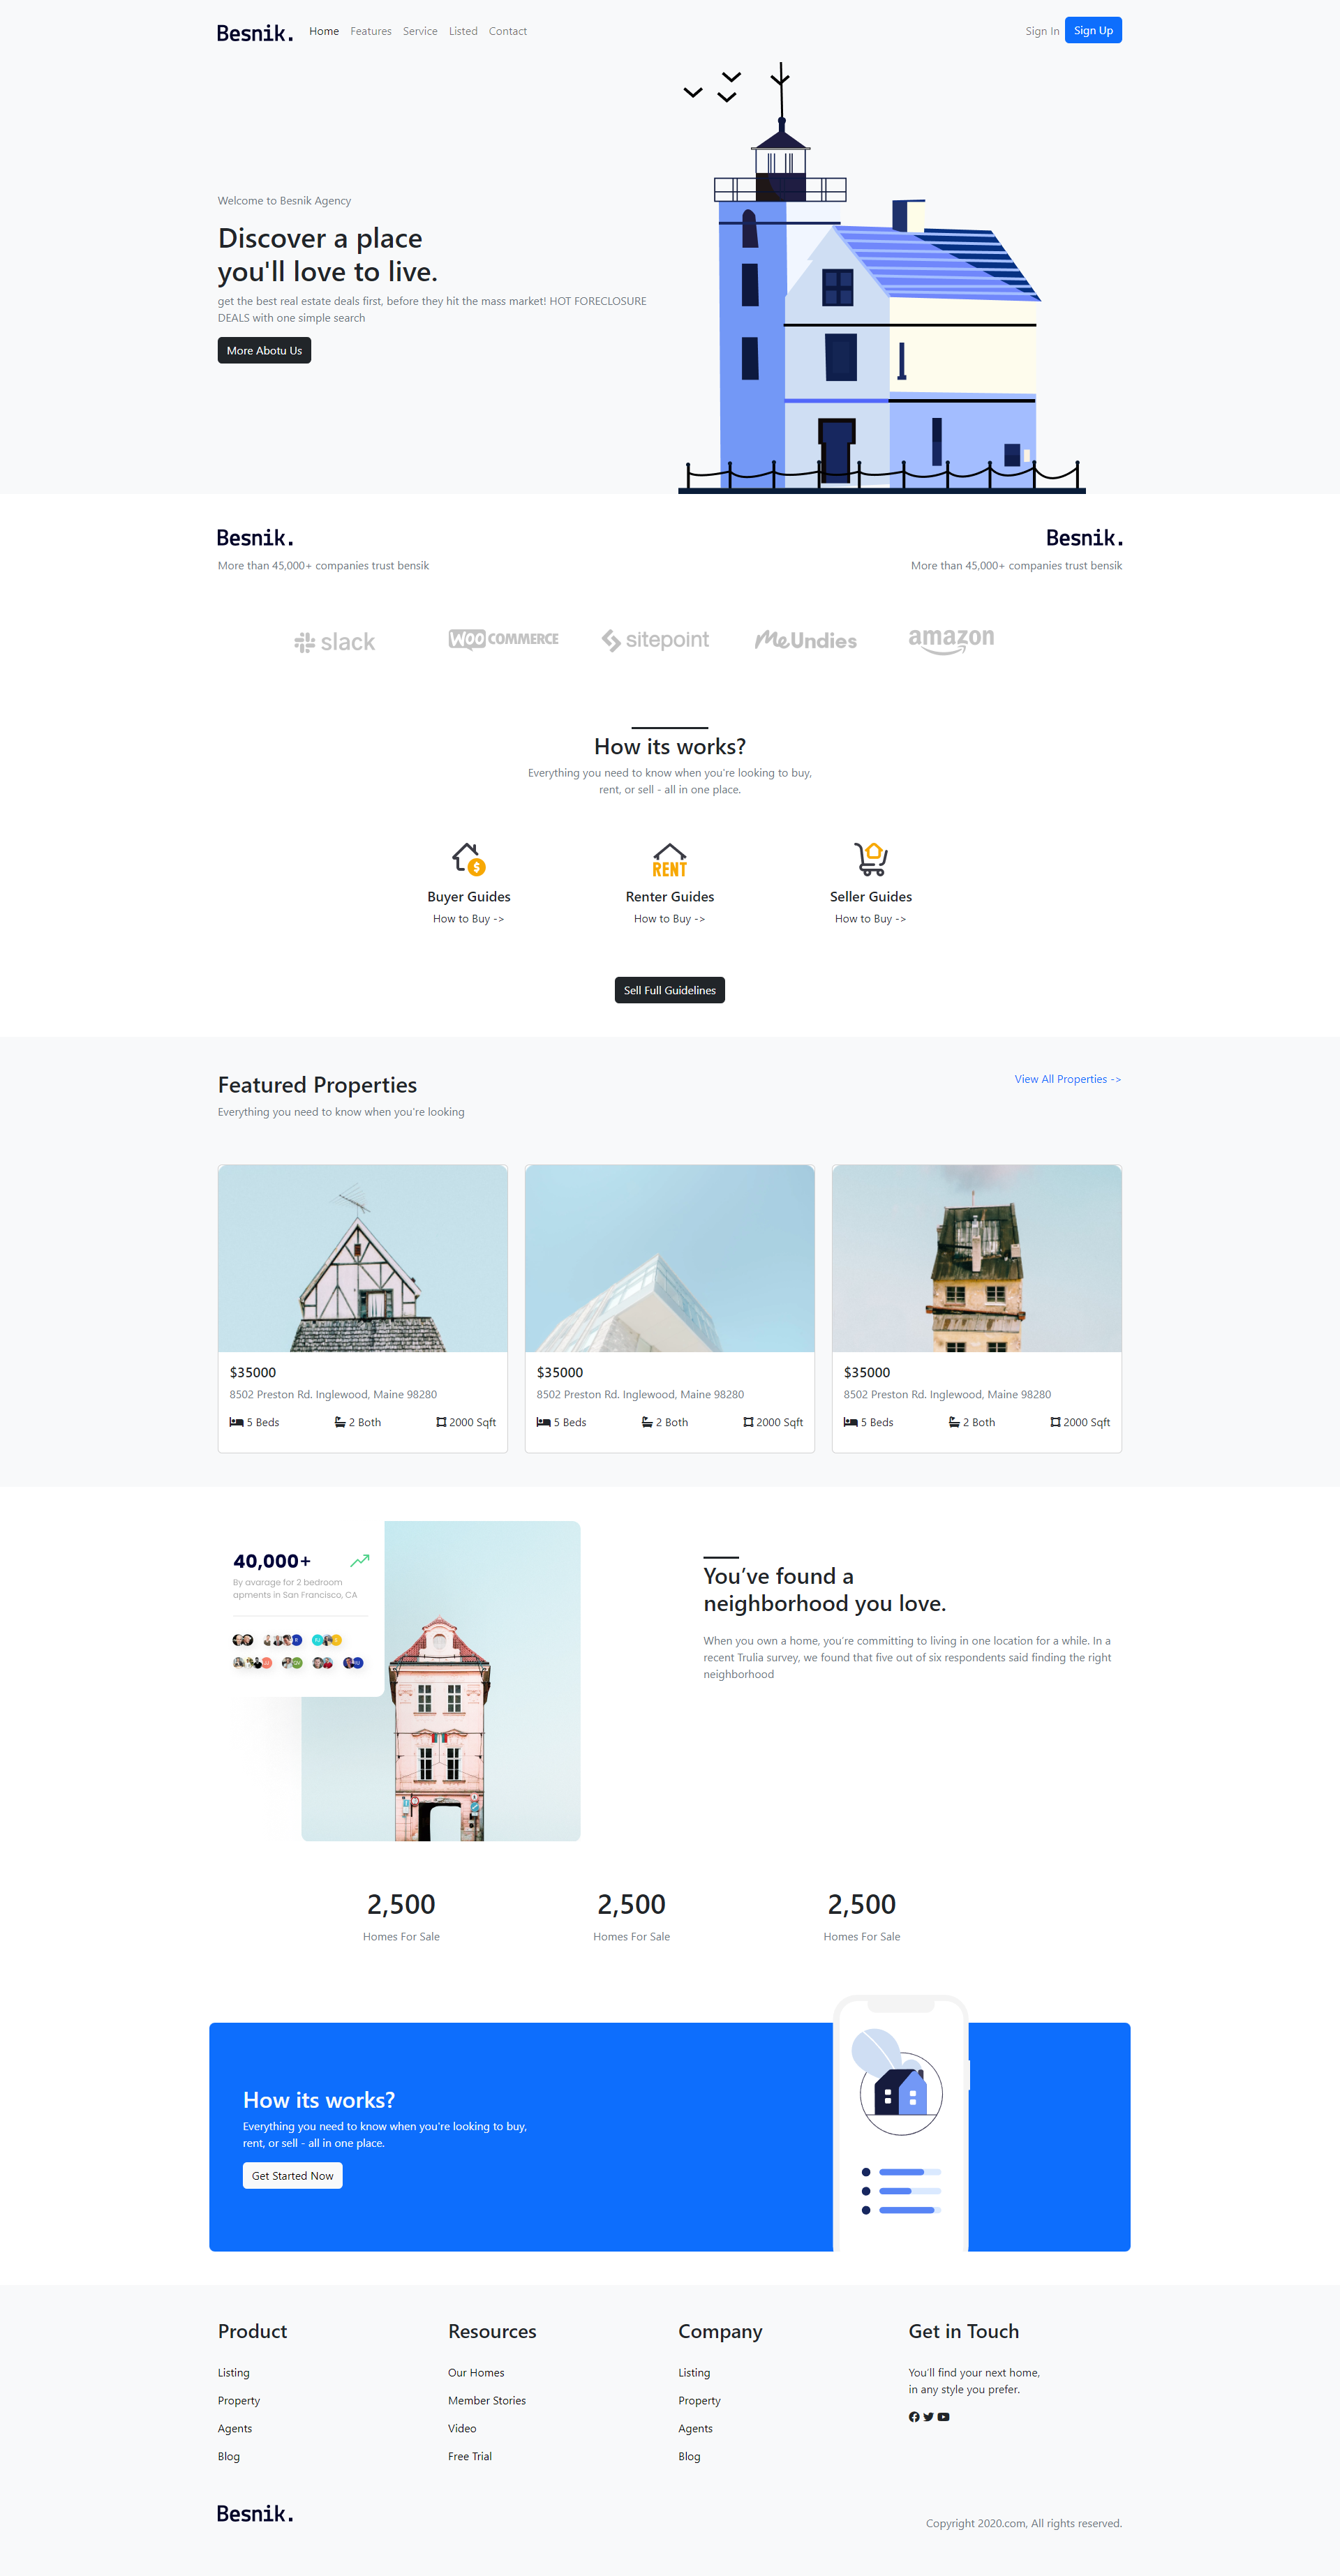 Besnik.
Home Features Service Listed Contact
Sign In Sign Up
Welcome to Besnik Agency
Discover a place
you'll love to live.
get the best real estate deals first, before they hit the mass market! HOT FORECLOSURE
DEALS with one simple search
More Abotu Us
Besnik. Besnik.
More than 45,000+ companies trust bensik More than 45,000+ companies trust bensik
slack WOO COMMERCE sitepoint MeUndies amazon
How its works?
Everything you need to know when you're looking to buy,
rent, or sell - all in one place.
$ RENT
Buyer Guides Renter Guides Seller Guides
How to Buy -> How to Buy -> How to Buy ->
Sell Full Guidelines
Featured Properties View All Properties ->
Everything you need to know when you're looking
$35000 $35000 $35000
8502 Preston Rd. Inglewood, Maine 98280 8502 Preston Rd. Inglewood, Maine 98280 8502 Preston Rd. Inglewood, Maine 98280
5 Beds 2 Both 2000 Sqft 5 Beds 2 Both 2000 Sqft 5 Beds 2 Both 2000 Sqft
40,000+
By avarage for 2 bedroom
apments in San Francisco, CA
You’ve found a
neighborhood you love.
When you own a home, you're committing to living in one location for a while. In a
recent Trulia survey, we found that five out of six respondents said finding the right
neighborhood
2,500 2,500 2,500
Homes For Sale Homes For Sale Homes For Sale
How its works?
Everything you need to know when you're looking to buy,
rent, or sell - all in one place.
Get Started Now
Product Resources Company Get in Touch
Listing Our Homes Listing You'll find your next home,
in any style you prefer.
Property Member Stories Property
Agents Video Agents
Blog Free Trial Blog
Besnik.
Copyright 2020.com, All rights reserved.